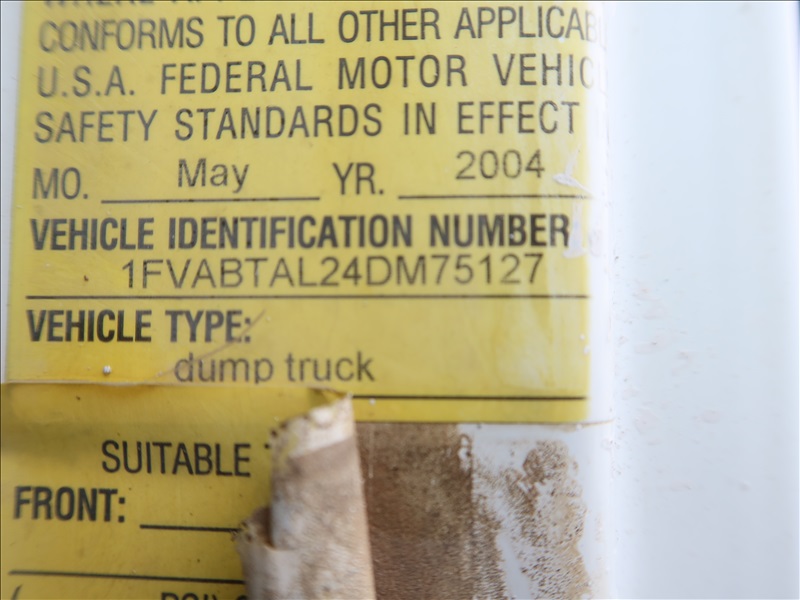 CONFORMS TO ALL OTHER APPLICAB
U.S.A. FEDERAL MOTOR VEHIC
SAFETY STANDARDS IN EFFECT
MO. May YR. 2004
VEHICLE IDENTIFICATION NUMBER
1FVABTAL24DM75127
VEHICLE TYPE:
dump truck
SUITABLE
FRONT: